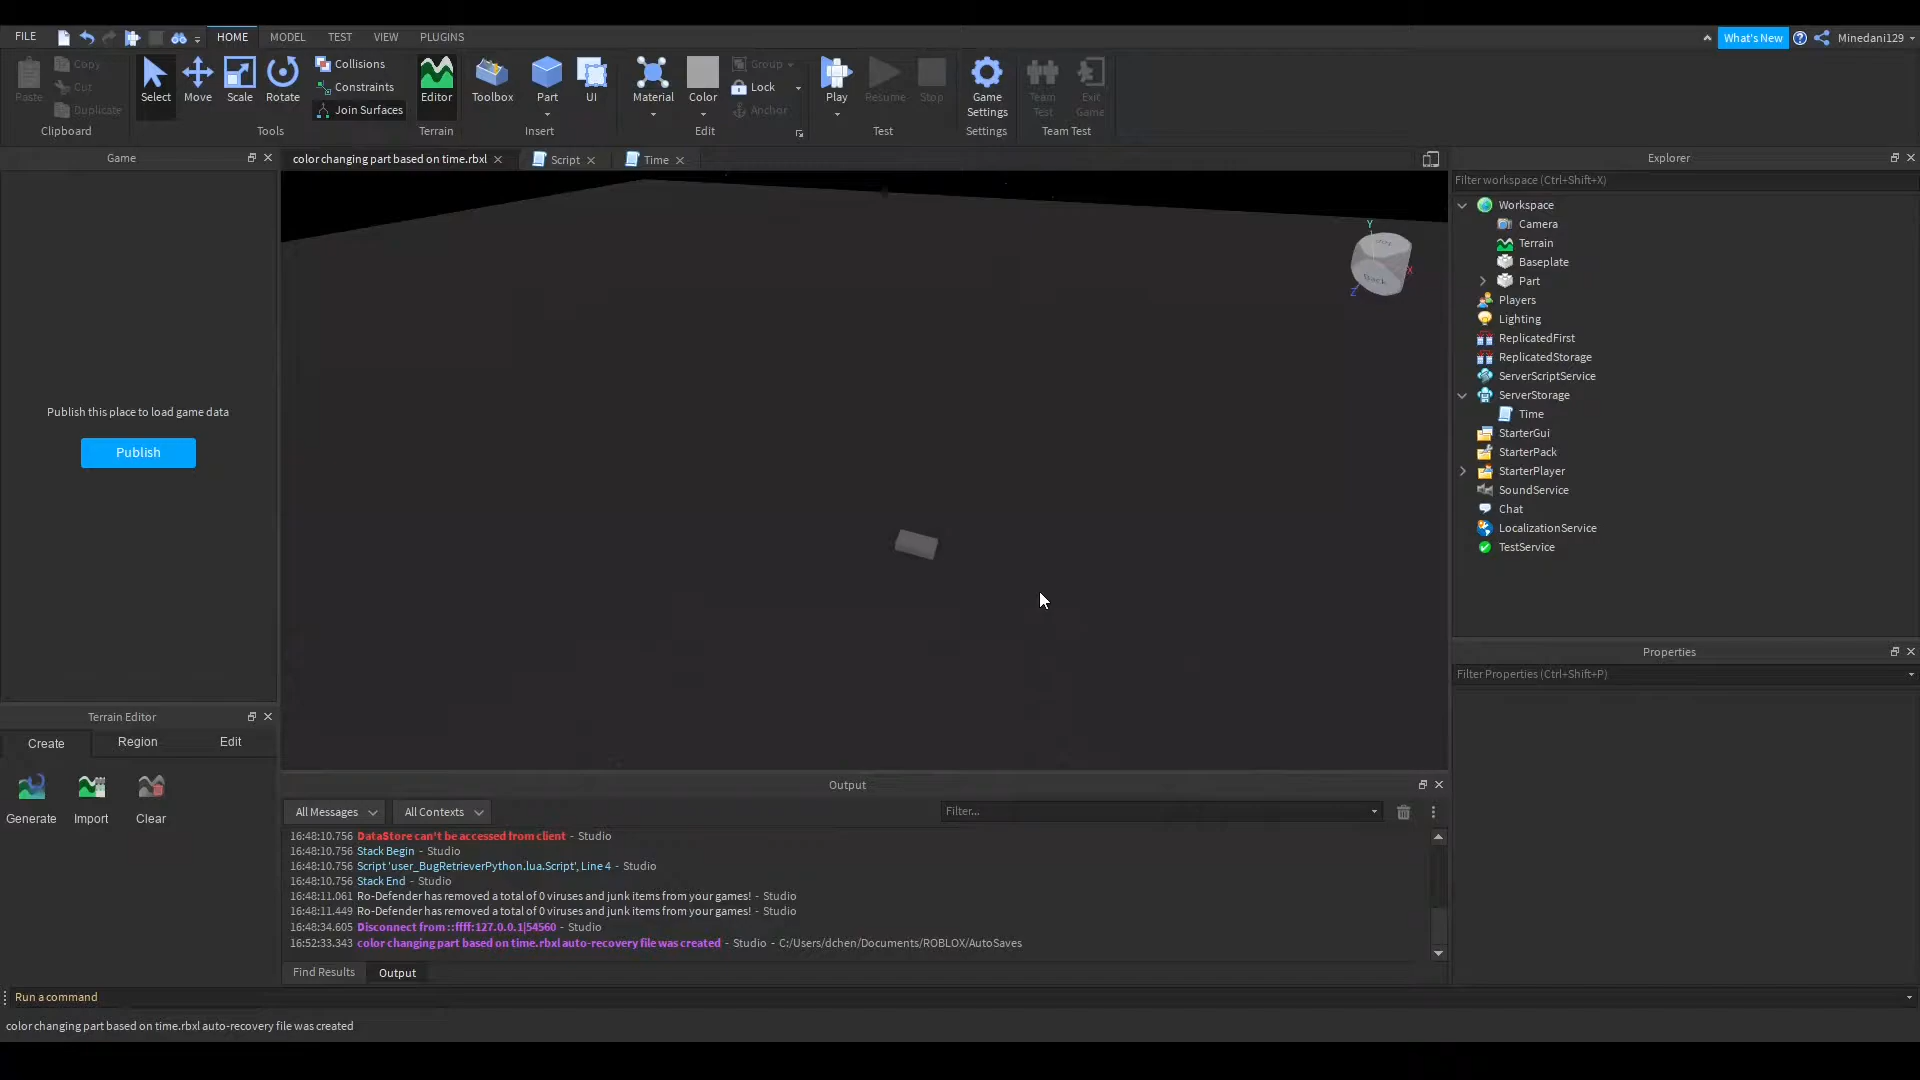 FILE HOME MODEL TEST VIEW PLUGINS What's New Minedani129
Paste Copy Cut Duplicate Select Move Scale Rotate Collisions Constraints Join Surfaces Editor Toolbox Part UI Material Color Group Lock Anchor Play Resume Stop Game Settings Team Test Exit Game
Clipboard Tools Terrain Insert Edit Test Settings Team Test
Game
color changing part based on time.rbxl Script Time
Publish this place to load game data
Publish
Y
X
Z
Back
Terrain Editor
Create Region Edit
Generate Import Clear
Output
All Messages All Contexts Filter...
16:48:10.756 DataStore can't be accessed from client - Studio
16:48:10.756 Stack Begin - Studio
16:48:10.756 Script 'user_BugRetrieverPython.lua.Script', Line 4 - Studio
16:48:10.756 Stack End - Studio
16:48:11.061 Ro-Defender has removed a total of 0 viruses and junk items from your games! - Studio
16:48:11.449 Ro-Defender has removed a total of 0 viruses and junk items from your games! - Studio
16:48:34.605 Disconnect from ::ffff:127.0.0.1|54560 - Studio
16:52:33.343 color changing part based on time.rbxl auto-recovery file was created - Studio - C:/Users/dchen/Documents/ROBLOX/AutoSaves
Find Results Output
Explorer
Filter workspace (Ctrl+Shift+X)
Workspace
Camera
Terrain
Baseplate
Part
Players
Lighting
ReplicatedFirst
ReplicatedStorage
ServerScriptService
ServerStorage
Time
StarterGui
StarterPack
StarterPlayer
SoundService
Chat
LocalizationService
TestService
Properties
Filter Properties (Ctrl+Shift+P)
Run a command
color changing part based on time.rbxl auto-recovery file was created